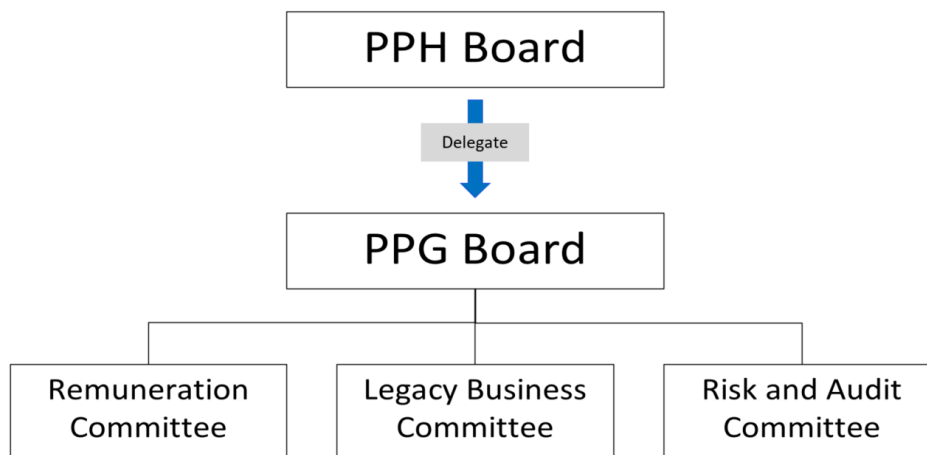 PPH Board
Delegate
PPG Board
Remuneration
Committee
Legacy Business
Committee
Risk and Audit
Committee